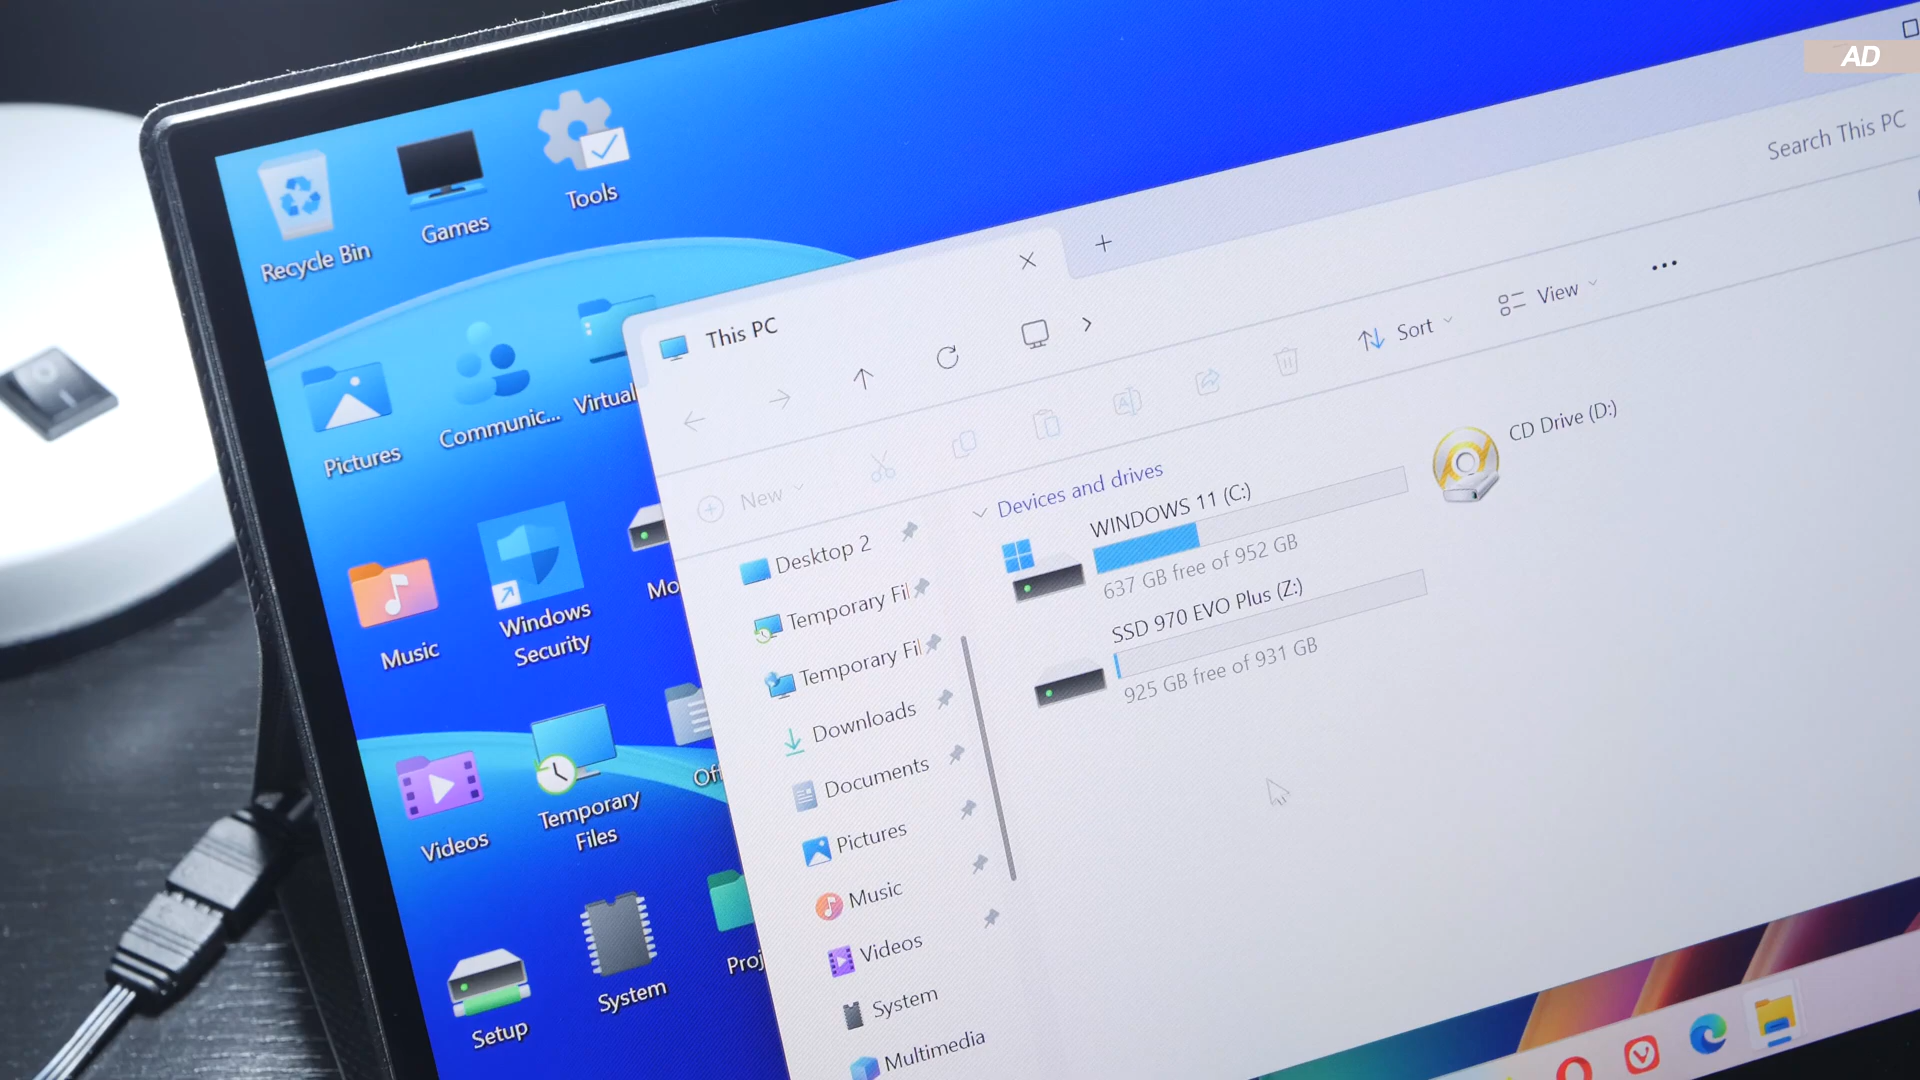 AD
Recycle Bin
Games
Tools
Pictures
Communic...
Virtual
Music
Windows
Security
Mo
Videos
Temporary
Files
Off
Setup
System
Proj
This PC
Search This PC
New
Sort
View
Desktop 2
Temporary Fil
Temporary Fil
Downloads
Documents
Pictures
Music
Videos
System
Multimedia
Devices and drives
WINDOWS 11 (C:)
637 GB free of 952 GB
SSD 970 EVO Plus (Z:)
925 GB free of 931 GB
CD Drive (D:)